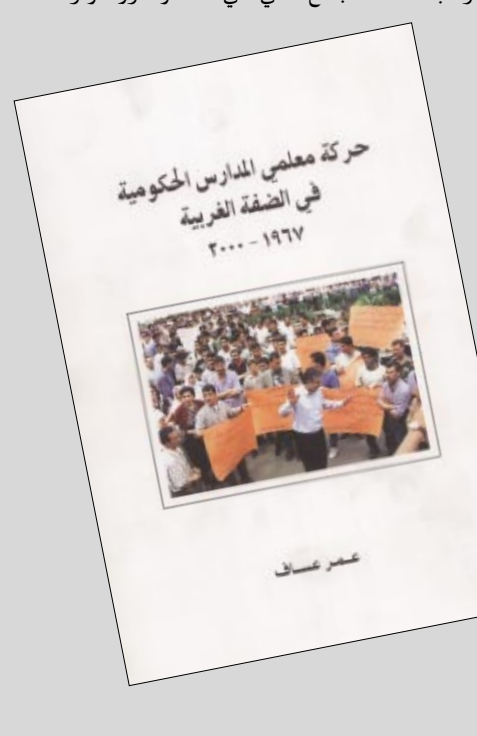 حركة معلمي المدارس الحكومية
في الضفة الغربية
١٩٦٧ - ٢٠٠٠
عمر عساف